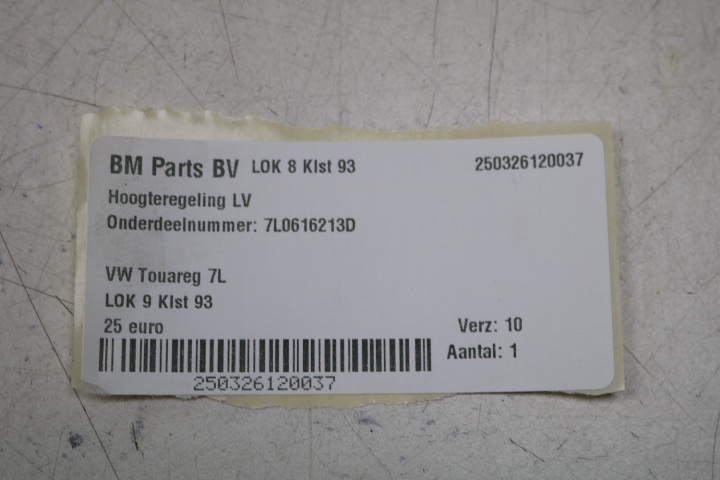 BM Parts BV LOK 8 Klst 93 250326120037
Hoogteregeling LV
Onderdeelnummer: 7L0616213D
VW Touareg 7L
LOK 9 Klst 93
25 euro Verz: 10
Aantal: 1
250326120037